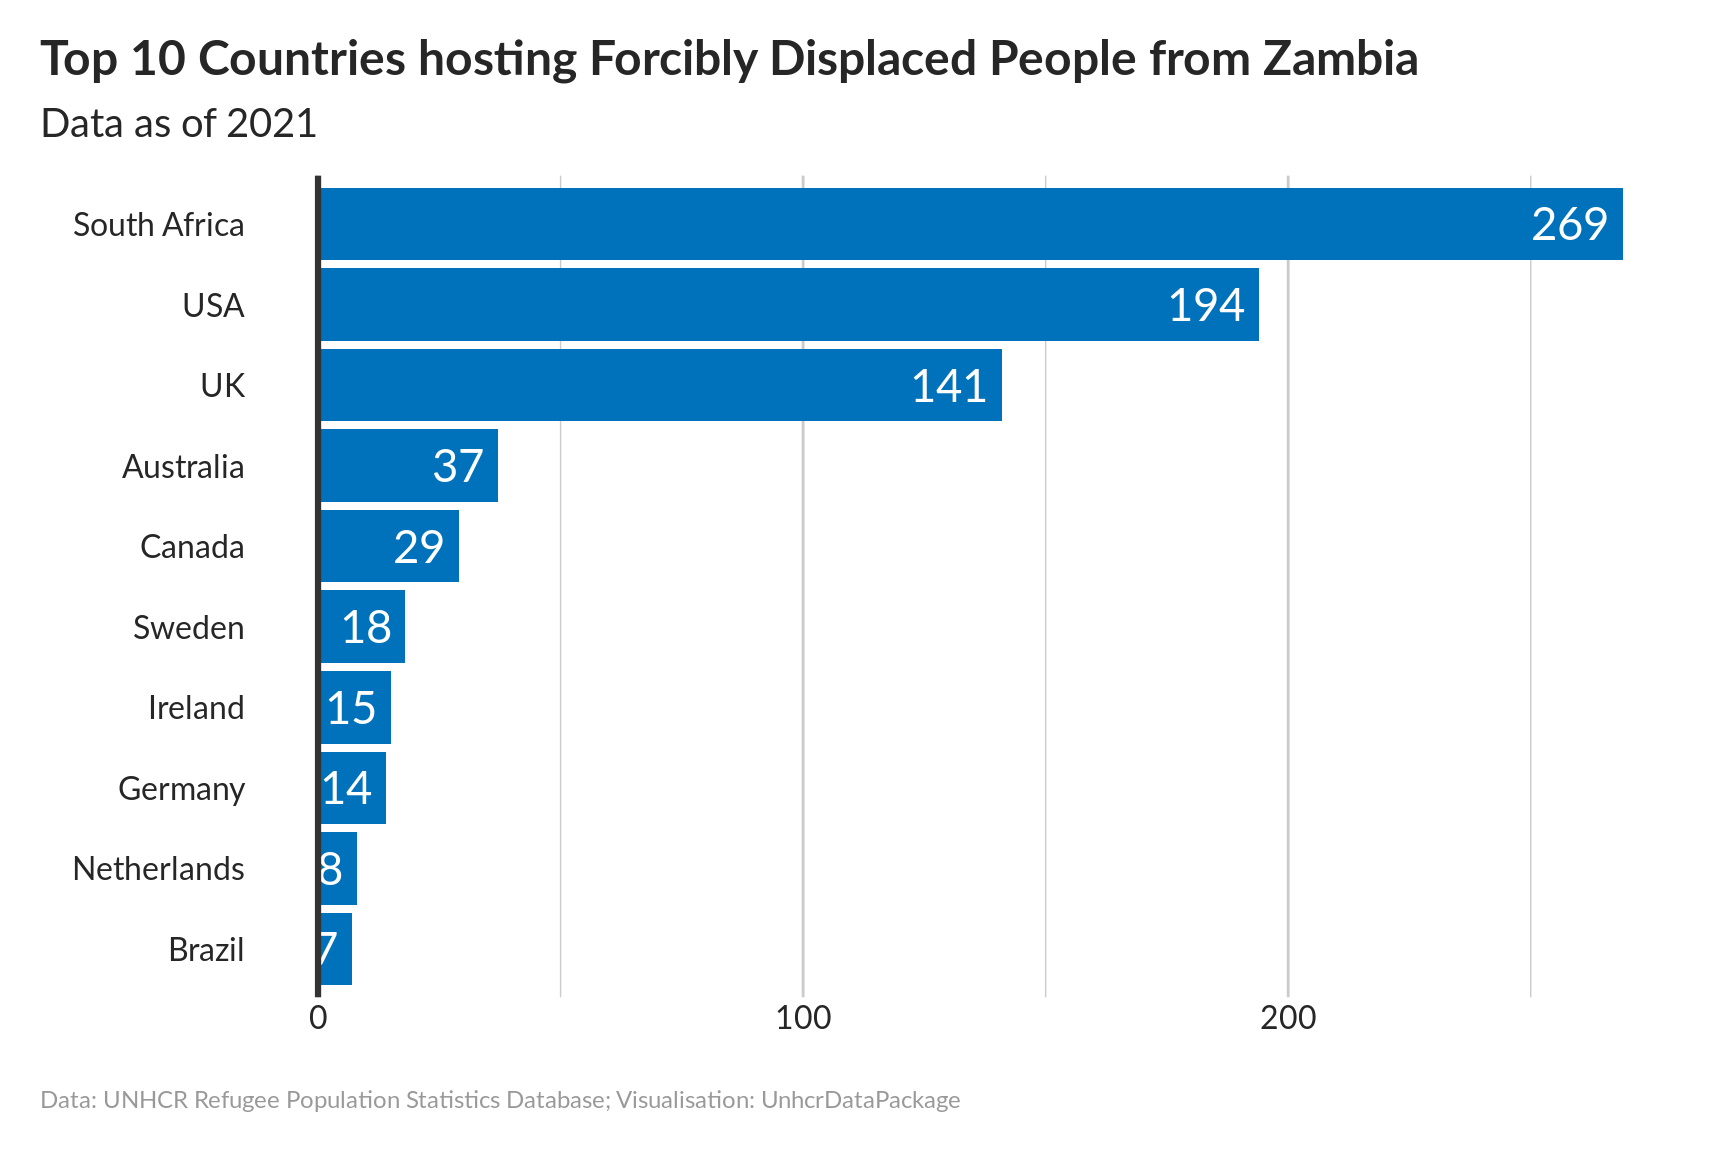 Top 10 Countries hosting Forcibly Displaced People from Zambia
Data as of 2021
South Africa 269
USA 194
UK 141
Australia 37
Canada 29
Sweden 18
Ireland 15
Germany 14
Netherlands 8
Brazil 7
0 100 200
Data: UNHCR Refugee Population Statistics Database; Visualisation: UnhcrDataPackage